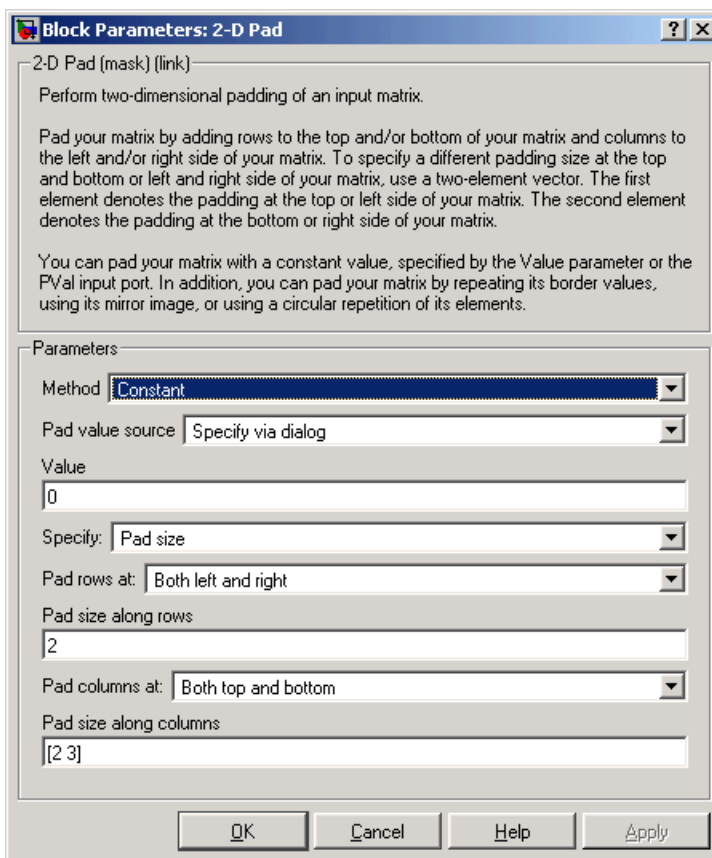 Block Parameters: 2-D Pad
2-D Pad (mask) (link)
Perform two-dimensional padding of an input matrix.
Pad your matrix by adding rows to the top and/or bottom of your matrix and columns to
the left and/or right side of your matrix. To specify a different padding size at the top
and bottom or left and right side of your matrix, use a two-element vector. The first
element denotes the padding at the top or left side of your matrix. The second element
denotes the padding at the bottom or right side of your matrix.
You can pad your matrix with a constant value, specified by the Value parameter or the
PVal input port. In addition, you can pad your matrix by repeating its border values,
using its mirror image, or using a circular repetition of its elements.
Parameters
Method Constant
Pad value source Specify via dialog
Value
0
Specify: Pad size
Pad rows at: Both left and right
Pad size along rows
2
Pad columns at: Both top and bottom
Pad size along columns
[2 3]
OK Cancel Help Apply